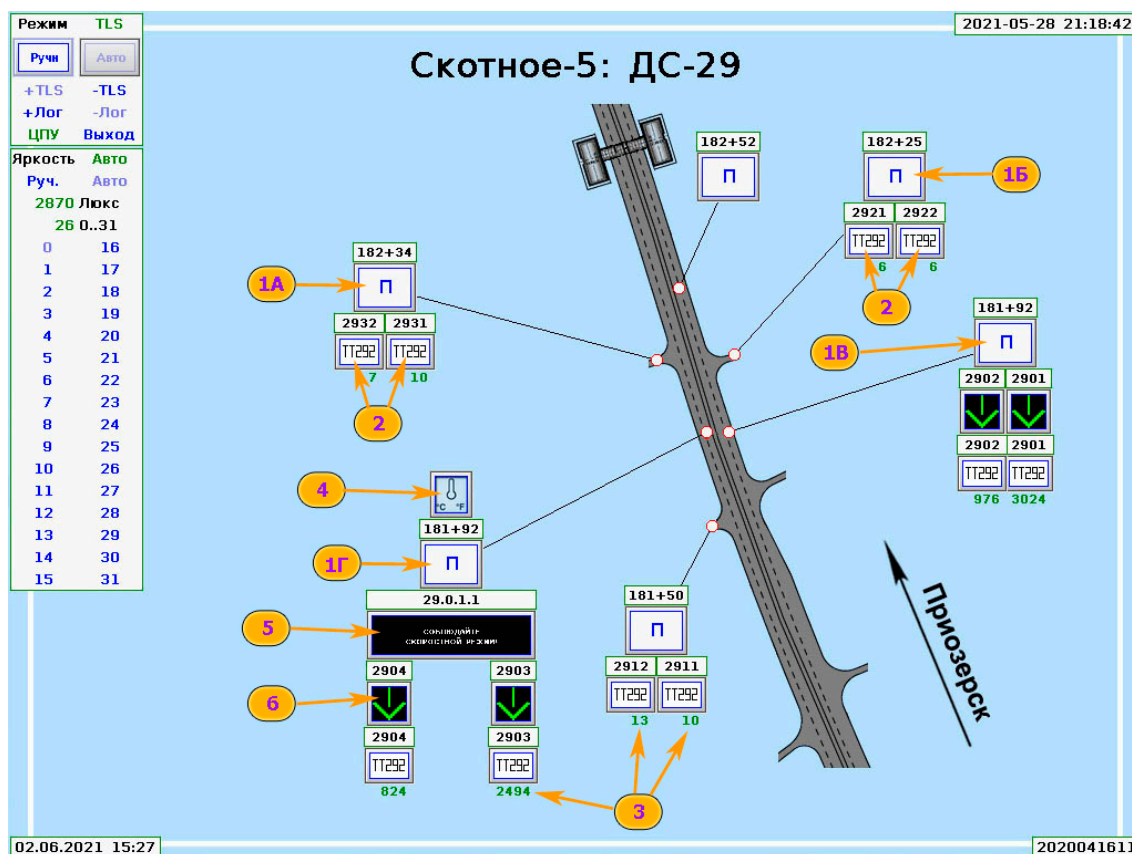 Режим TLS
Ручн Авто
+TLS -TLS
+Лог -Лог
ЦПУ Выход
Яркость Авто
Руч. Авто
2870 Люкс
26 0..31
0 16
1 17
2 18
3 19
4 20
5 21
6 22
7 23
8 24
9 25
10 26
11 27
12 28
13 29
14 30
15 31
2021-05-28 21:18:42
Скотное-5: ДС-29
182+52
П
182+25
П
1Б
2921 2922
ТТ292 ТТ292
6 6
2
182+34
1А
П
2932 2931
ТТ292 ТТ292
7 10
2
181+92
1В
П
2902 2901
2902 2901
ТТ292 ТТ292
976 3024
4
°C °F
181+92
1Г
П
29.0.1.1
5
СОБЛЮДАЙТЕ
СКОРОСТНОЙ РЕЖИМ!
2904 2903
6
2904 2903
ТТ292 ТТ292
824 2494
181+50
П
2912 2911
ТТ292 ТТ292
13 10
3
Приозерск
02.06.2021 15:27
2020041611